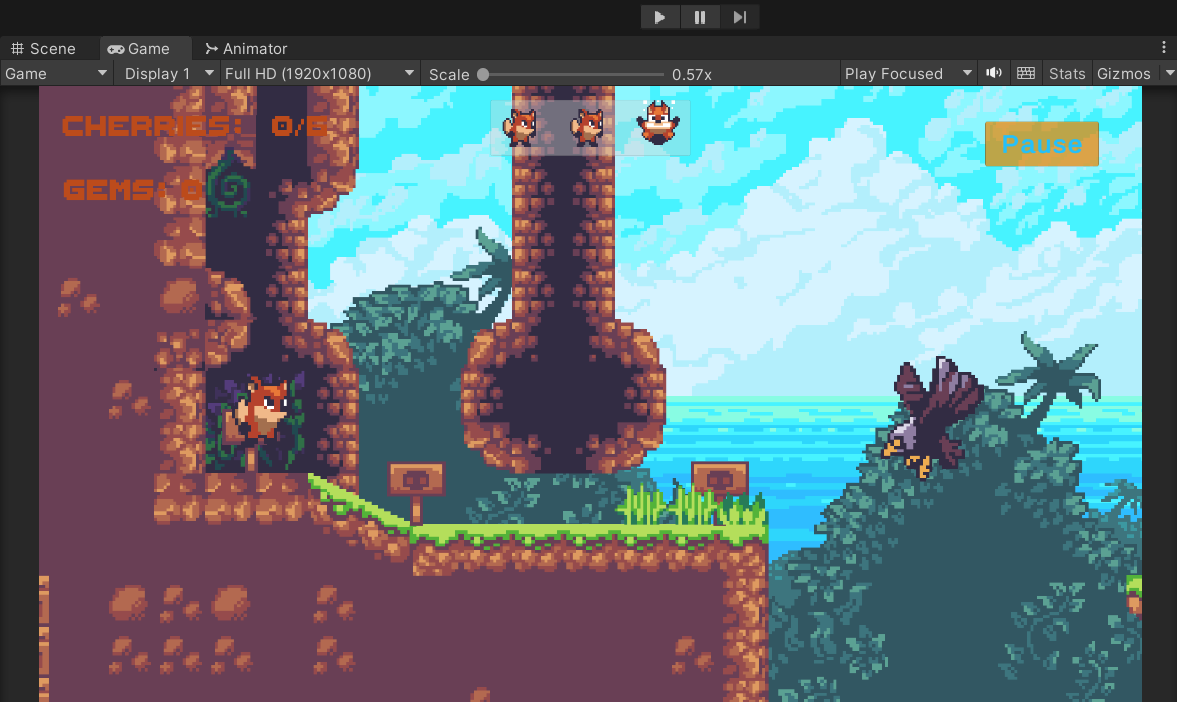 Scene Game Animator
Game Display 1 Full HD (1920x1080) Scale 0.57x Play Focused Stats Gizmos
CHERRIES: 0/6
Pause
GEMS: 0